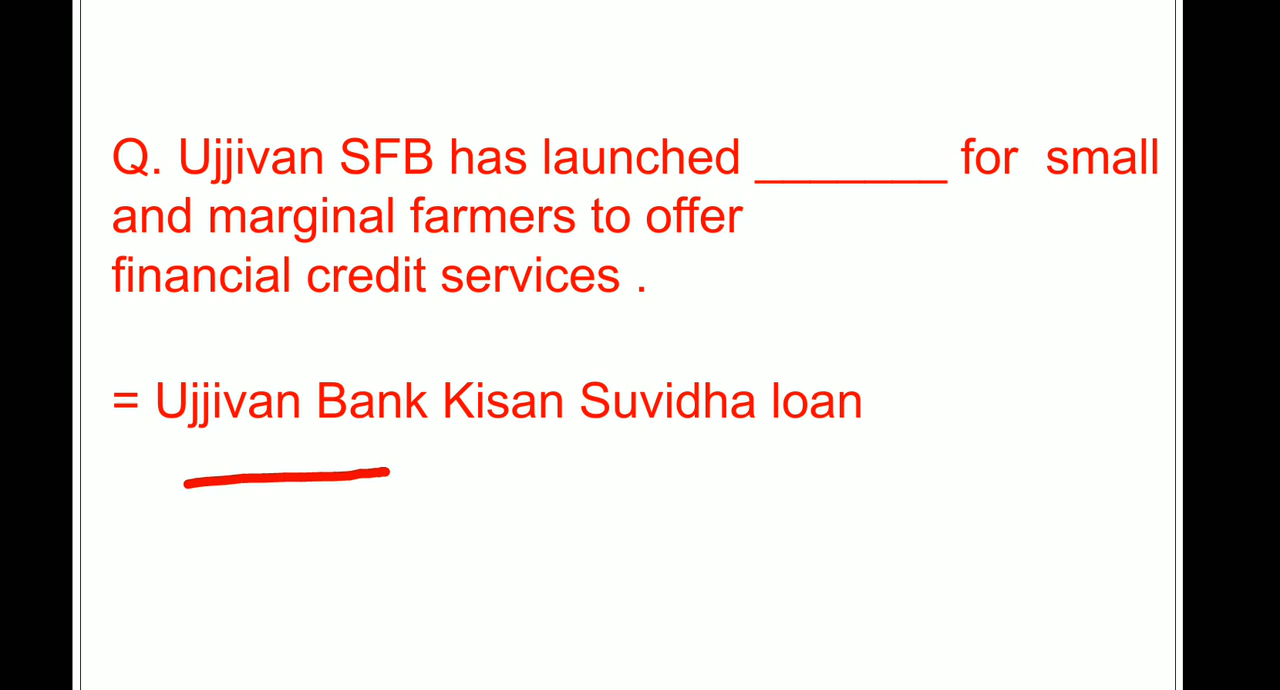 Q. Ujjivan SFB has launched _______ for small
and marginal farmers to offer
financial credit services .
= Ujjivan Bank Kisan Suvidha loan